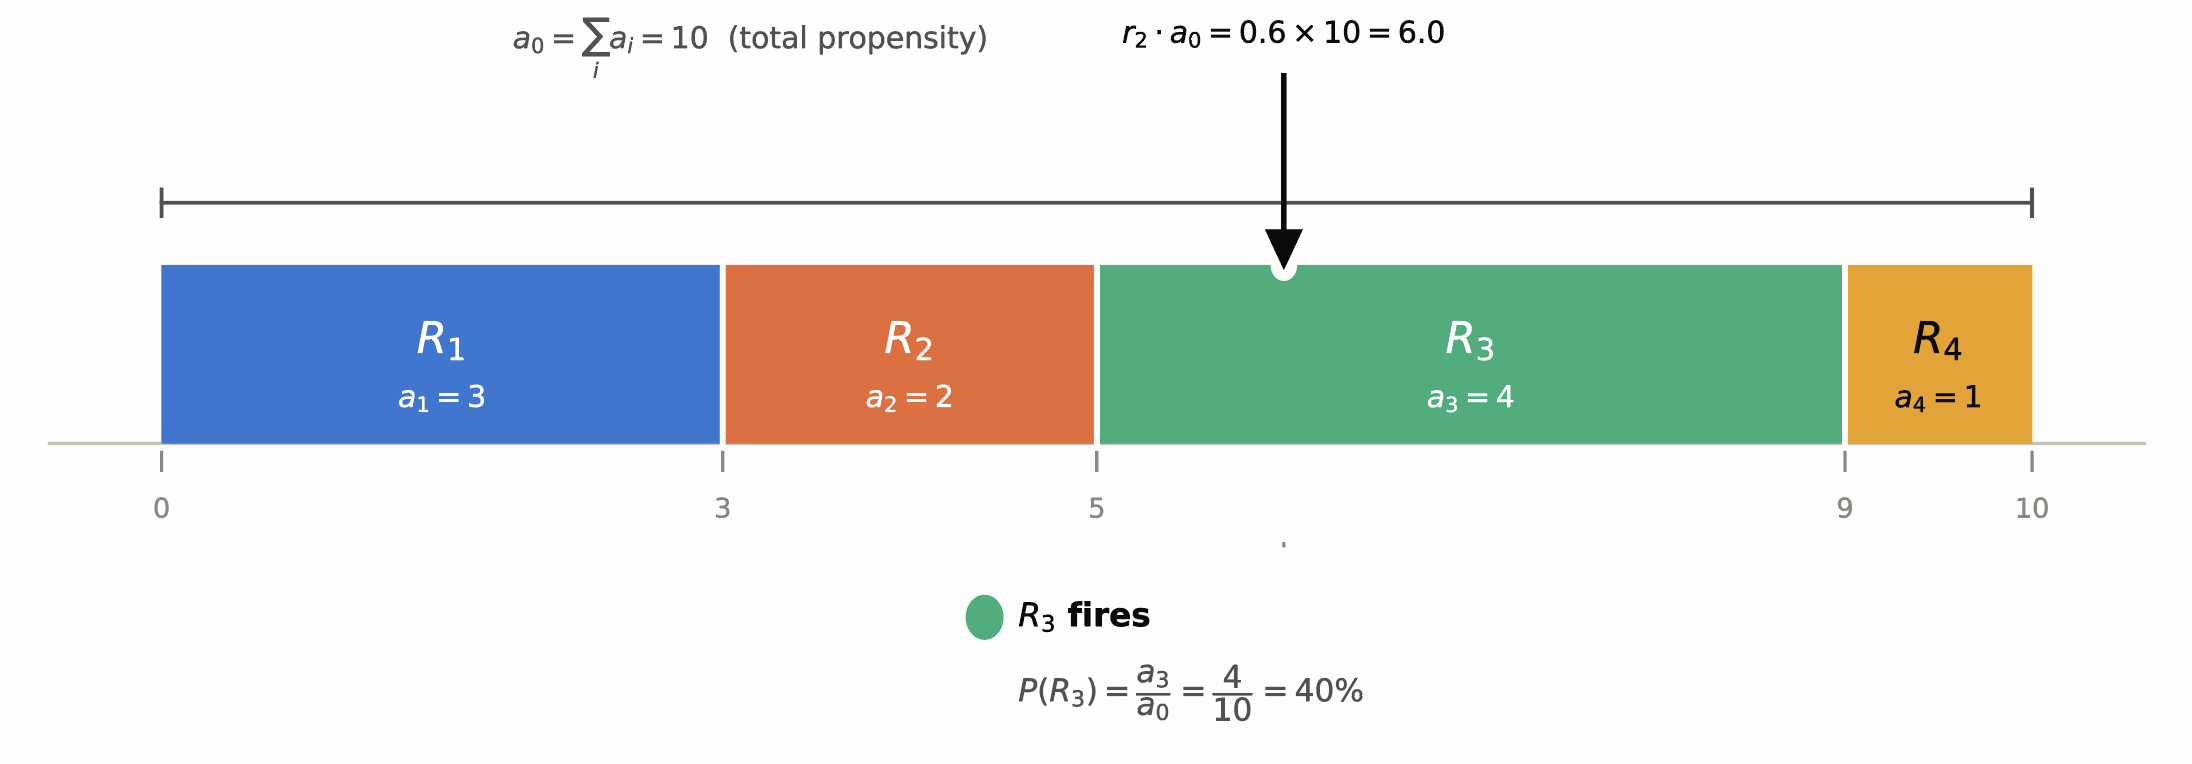 a₀ = ∑ᵢ aᵢ = 10 (total propensity)
r₂ · a₀ = 0.6 × 10 = 6.0
R₁
a₁ = 3
R₂
a₂ = 2
R₃
a₃ = 4
R₄
a₄ = 1
0 3 5 9 10
R₃ fires
P(R₃) = a₃/a₀ = 4/10 = 40%